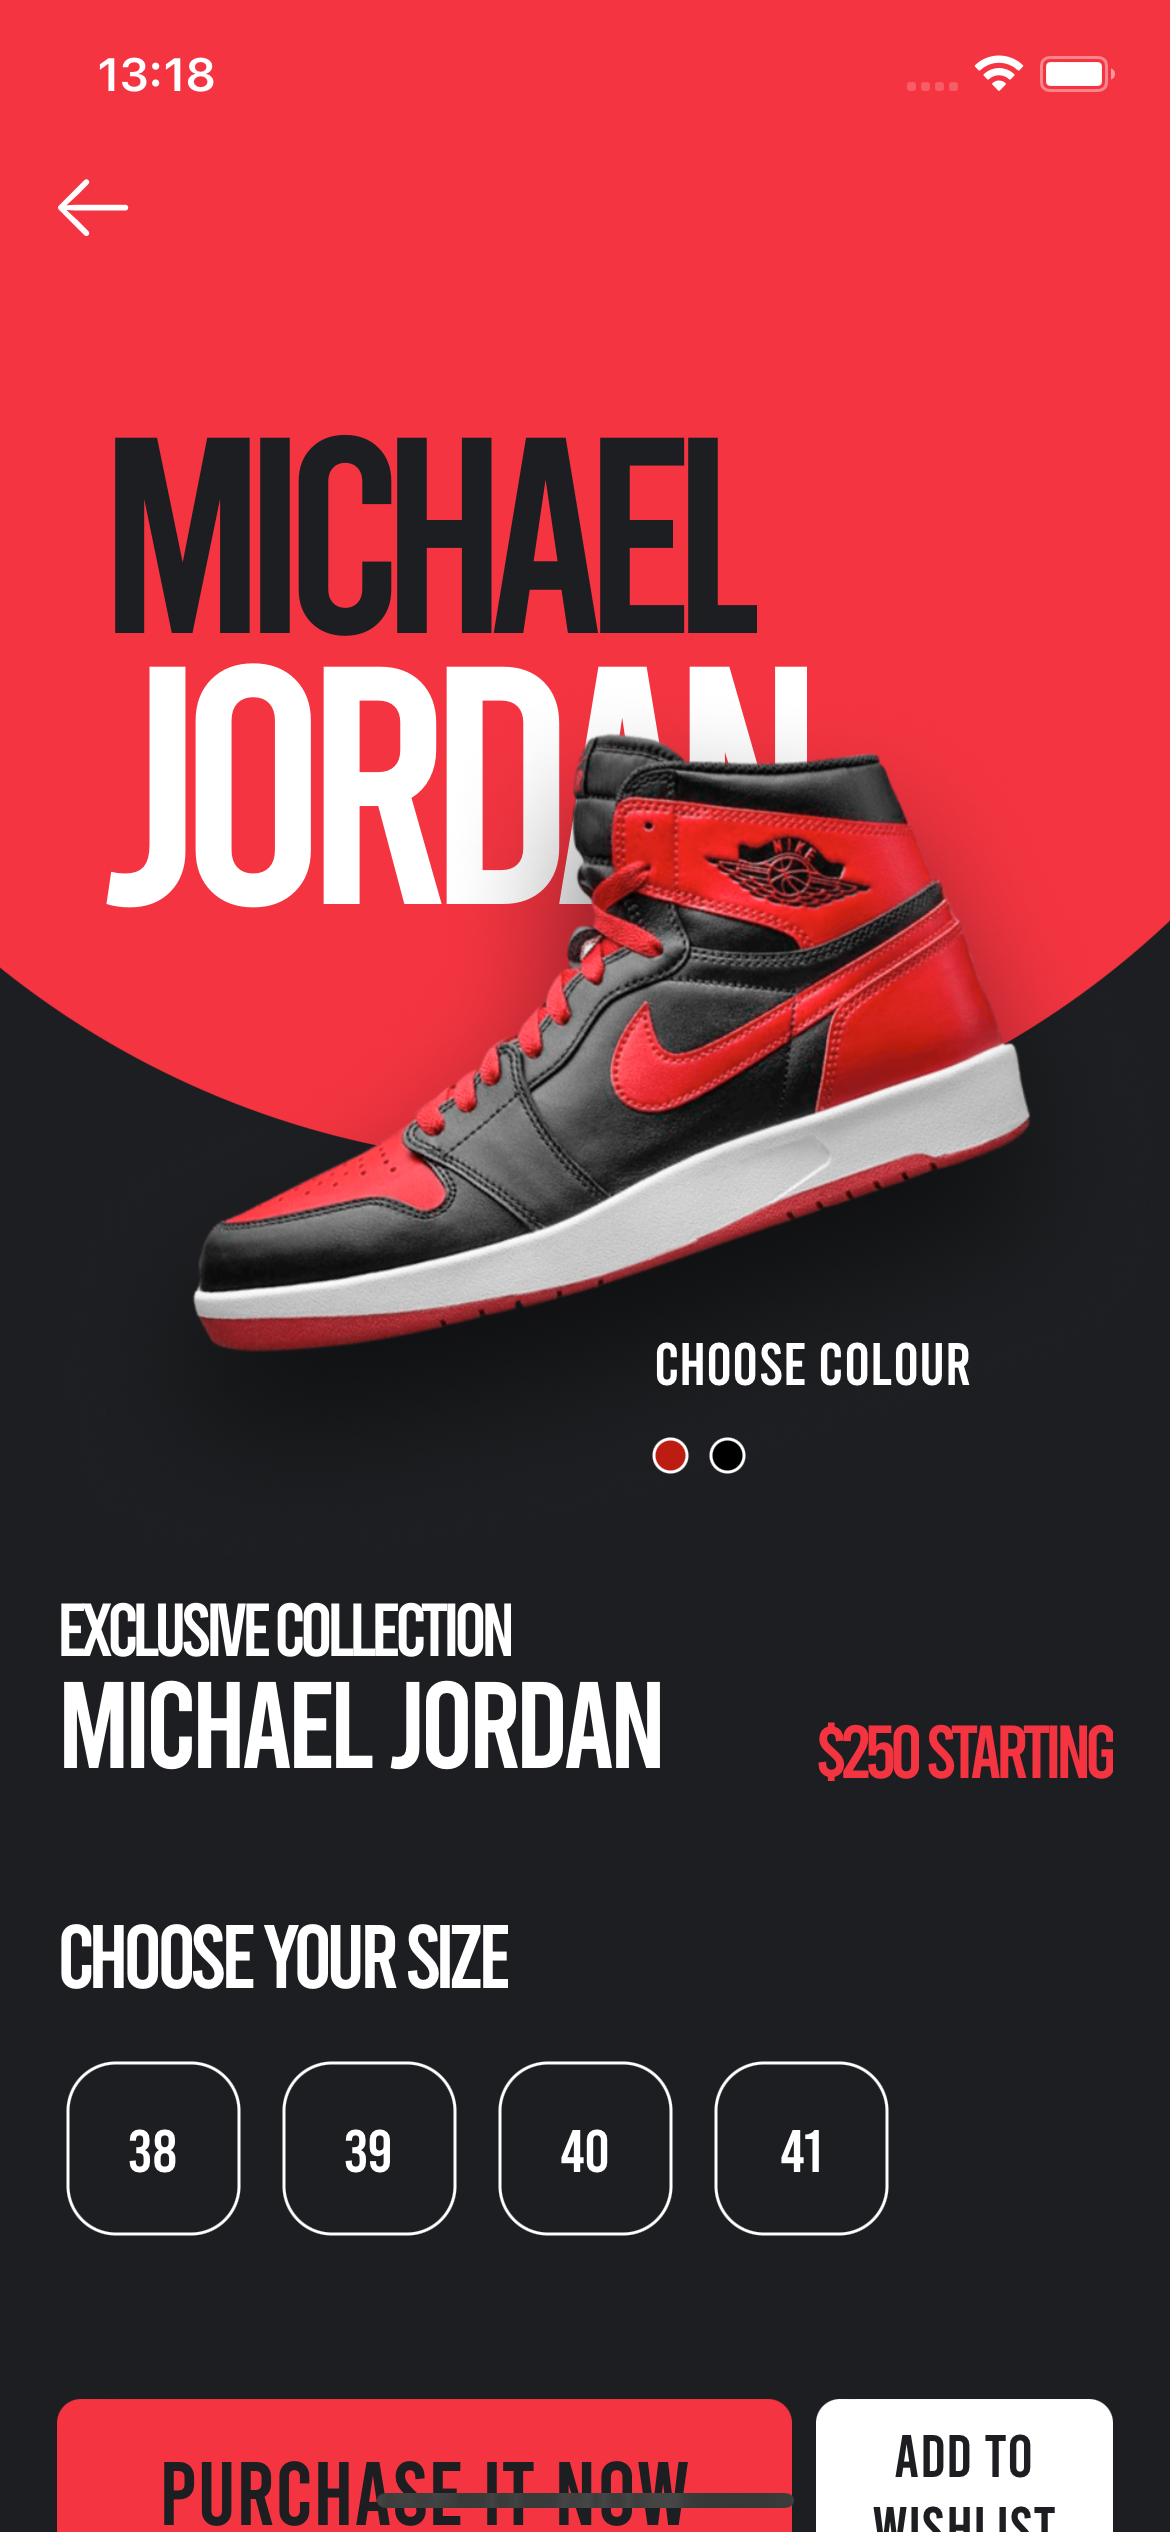 13:18
MICHAEL
JORDAN
NIKE
CHOOSE COLOUR
EXCLUSIVE COLLECTION
MICHAEL JORDAN
$250 STARTING
CHOOSE YOUR SIZE
38 39 40 41
PURCHASE IT NOW
ADD TO
WISHLIST